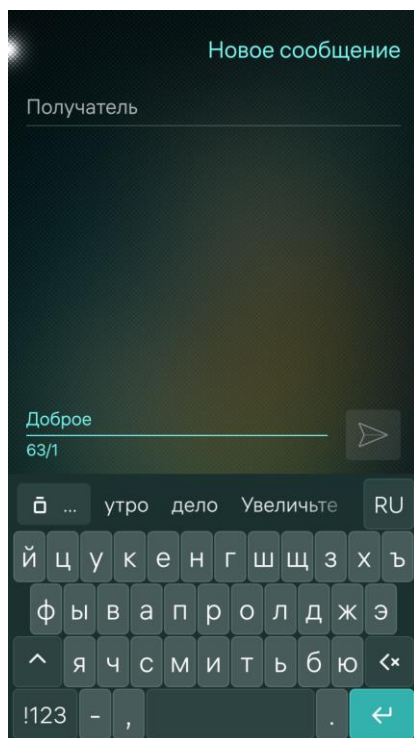 Новое сообщение
Получатель
Доброе
63/1
ō ... утро дело Увеличьте RU
й ц у к е н г ш щ з х ъ
ф ы в а п р о л д ж э
я ч с м и т ь б ю
!123 - , .